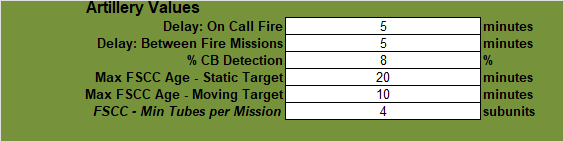 Artillery Values
Delay: On Call Fire 5 minutes
Delay: Between Fire Missions 5 minutes
% CB Detection 8 %
Max FSCC Age - Static Target 20 minutes
Max FSCC Age - Moving Target 10 minutes
FSCC - Min Tubes per Mission 4 subunits